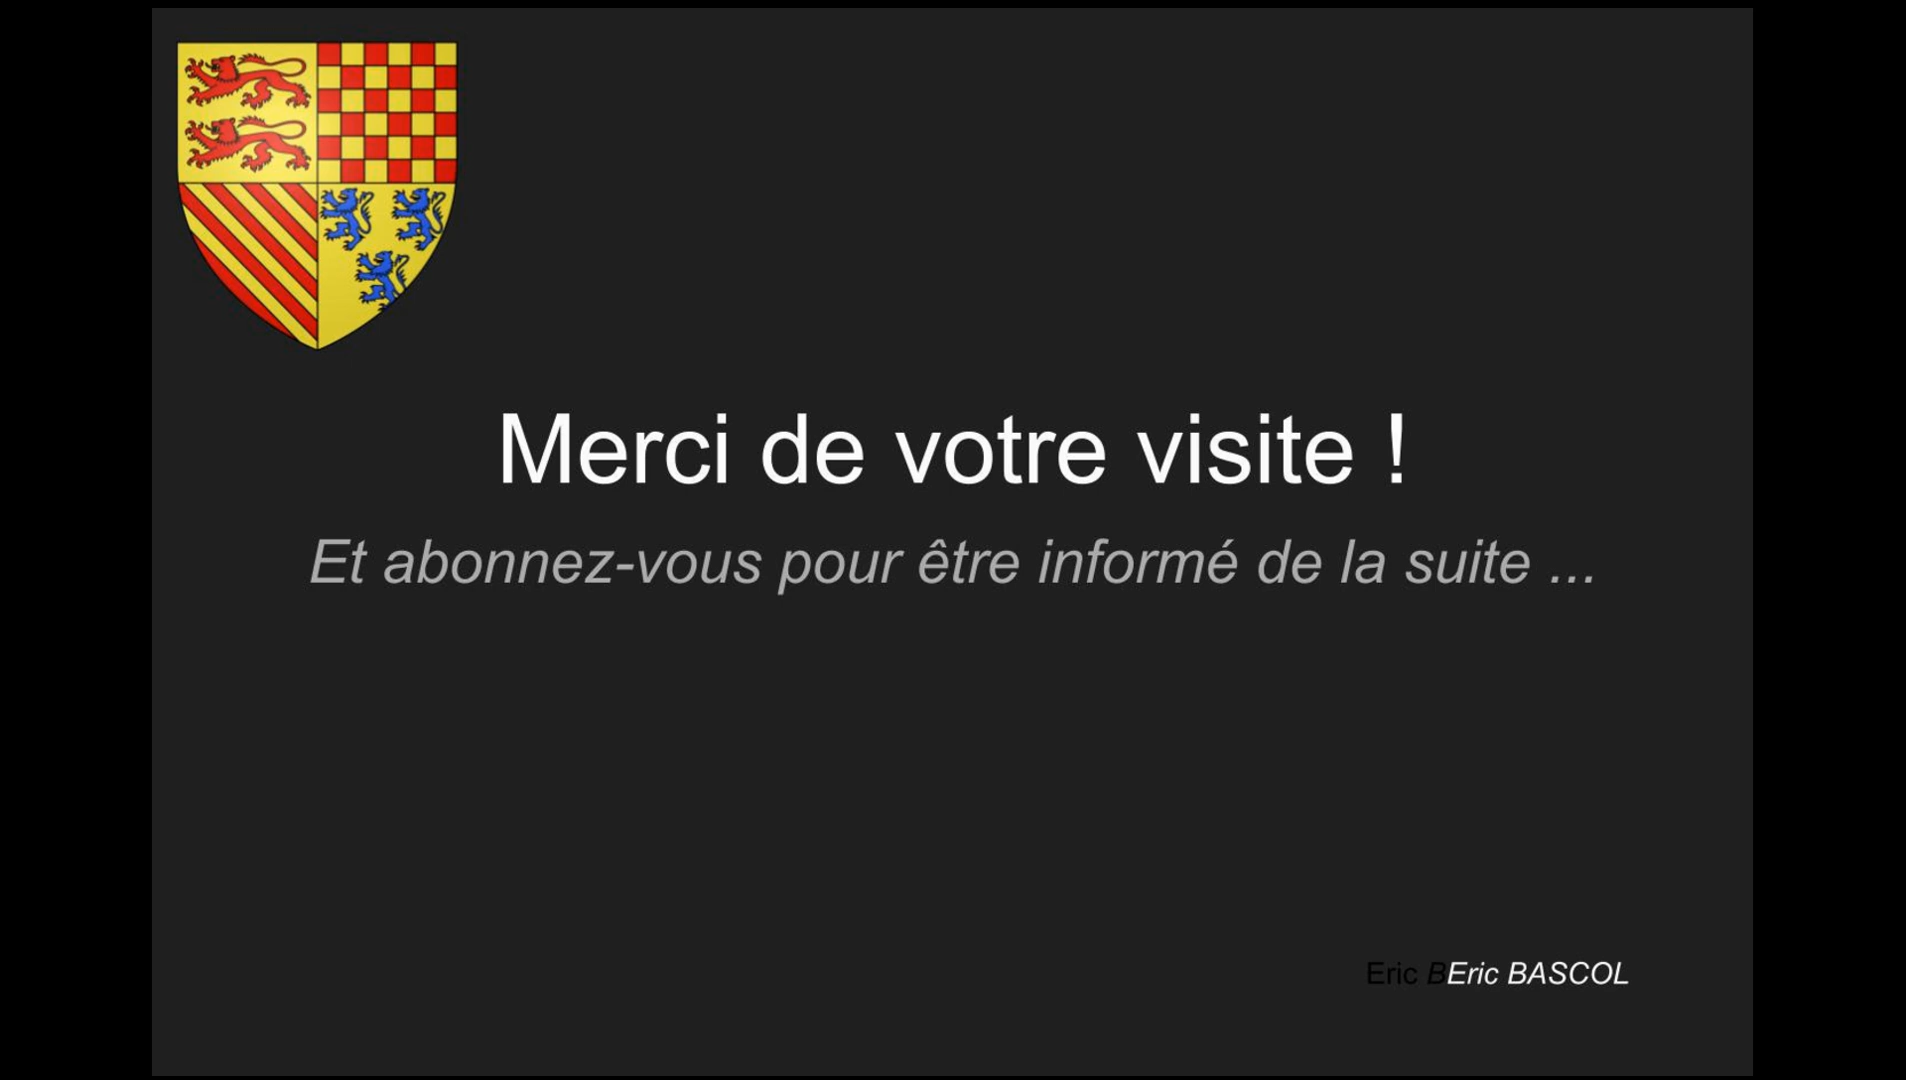 Merci de votre visite !
Et abonnez-vous pour être informé de la suite ...
Eric BEric BASCOL